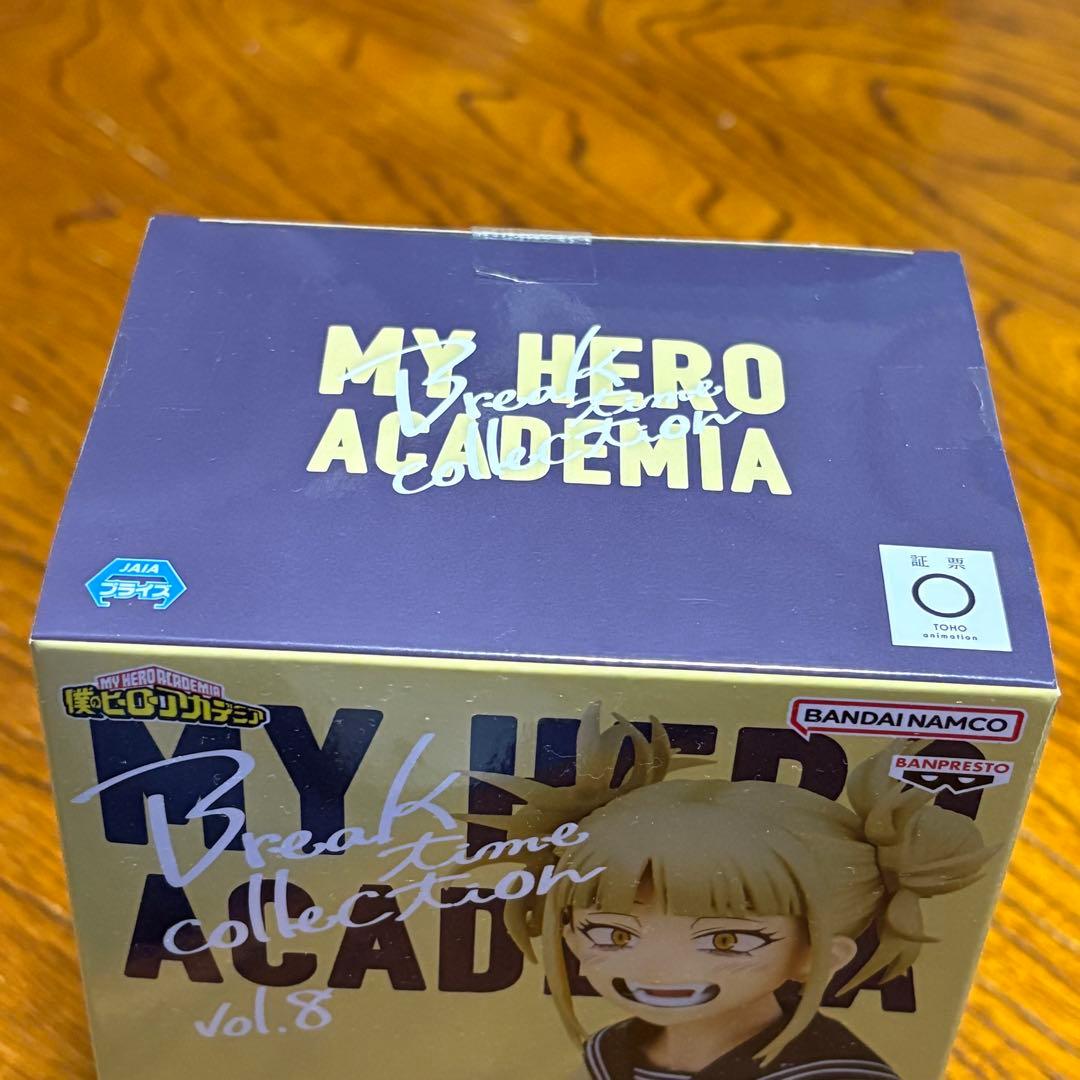 MY HERO
ACADEMIA
Break
time
collection
JAIA
プライズ
証 票
TOHO
animation
MY HERO ACADEMIA
僕のヒーローアカデミア
BANDAI NAMCO
BANPRESTO
MY HERO
ACADEMIA
Break
time
collection
vol.8